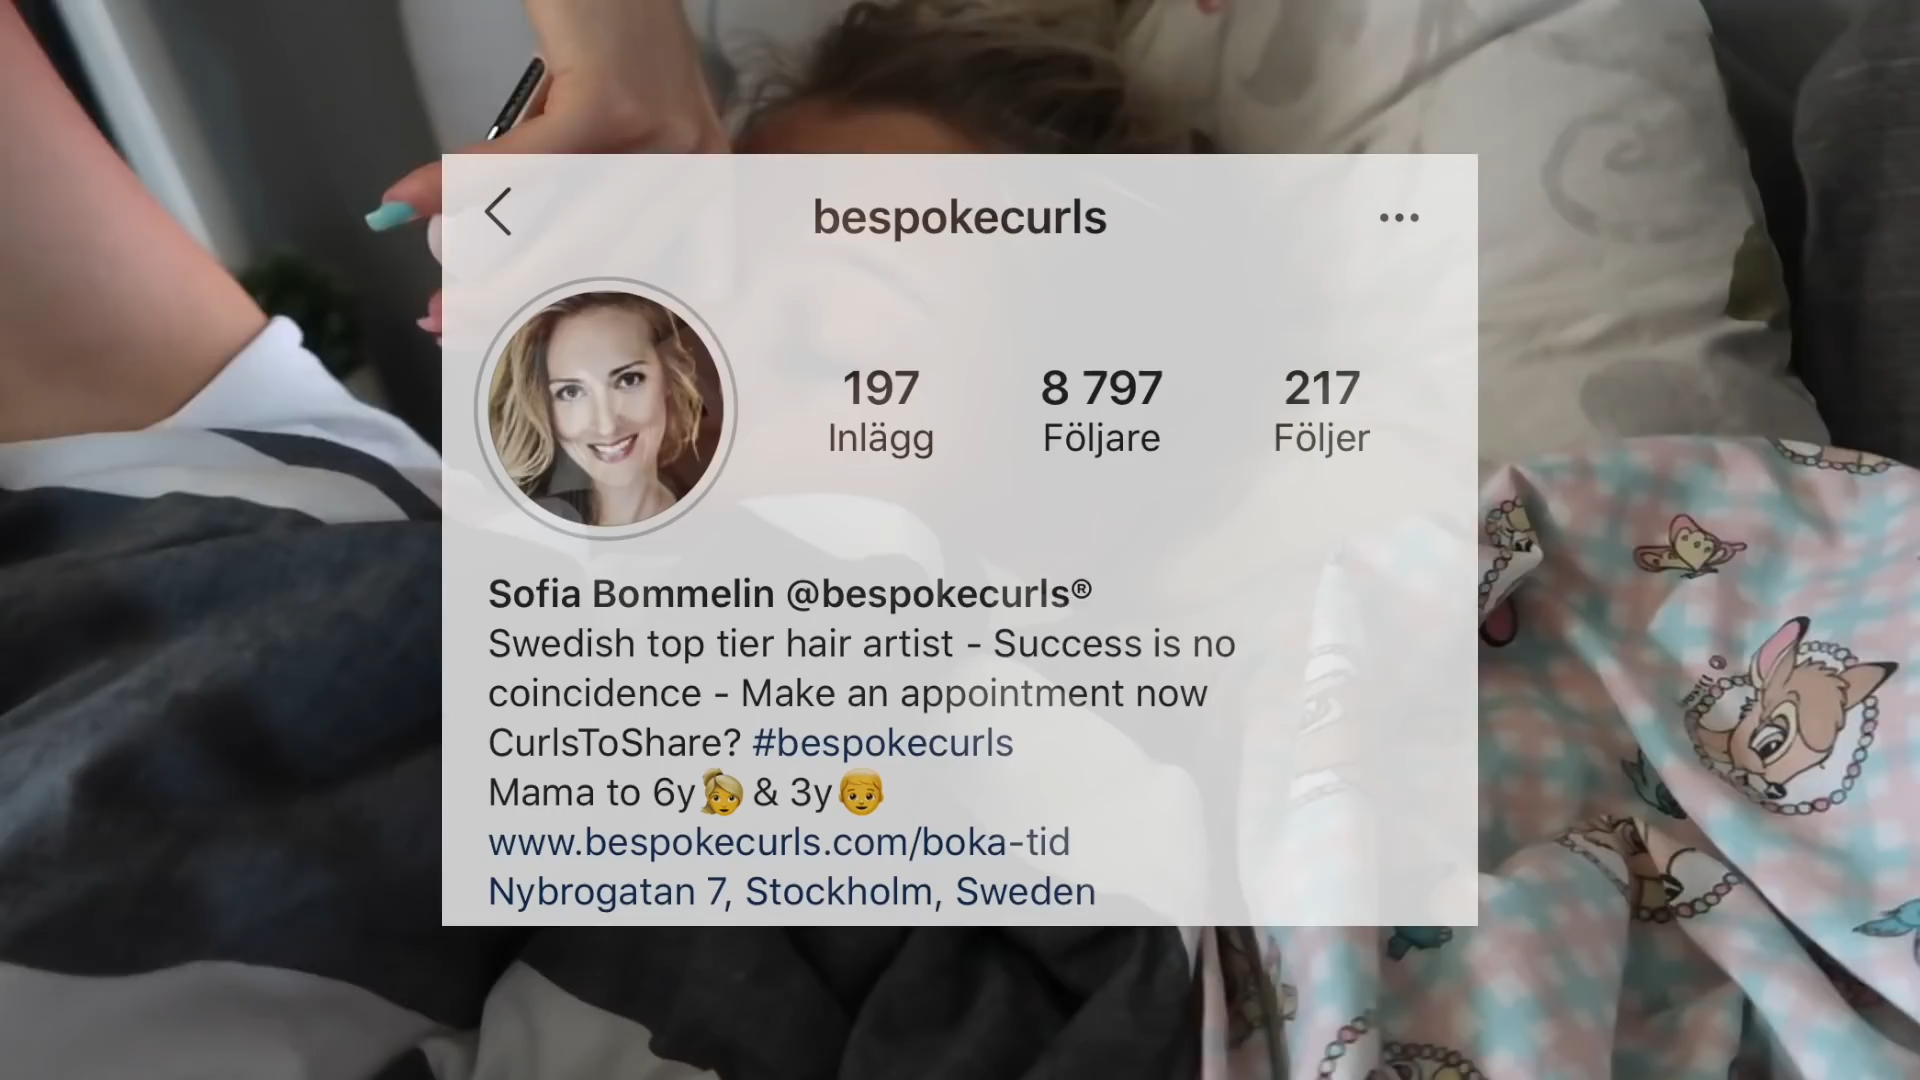 bespokecurls
197 8 797 217
Inlägg Följare Följer
Sofia Bommelin @bespokecurls®
Swedish top tier hair artist - Success is no
coincidence - Make an appointment now
CurlsToShare? #bespokecurls
Mama to 6y👧 & 3y👦
www.bespokecurls.com/boka-tid
Nybrogatan 7, Stockholm, Sweden